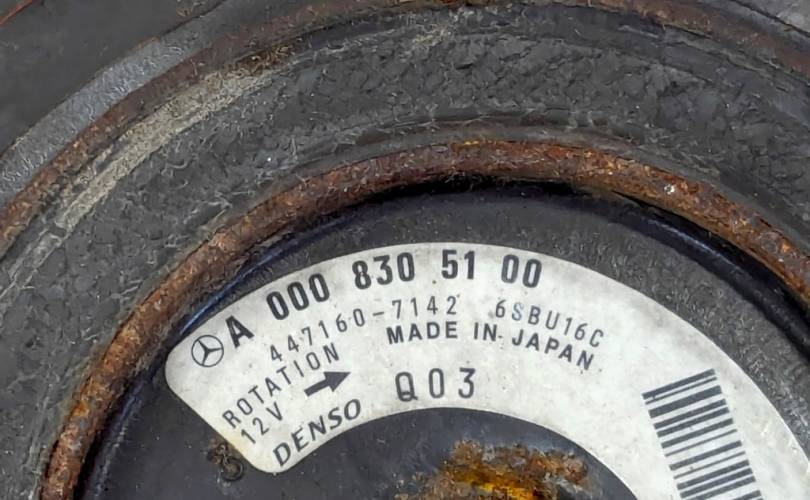 A 000 830 51 00
447160-7142 6SBU16C
ROTATION MADE IN JAPAN
12V → Q03
DENSO